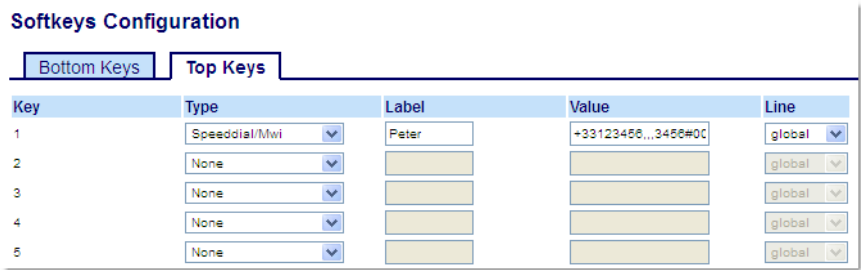 Softkeys Configuration
Bottom Keys Top Keys
Key Type Label Value Line
1 Speeddial/Mwi Peter +33123456,,,3456#00 global
2 None global
3 None global
4 None global
5 None global